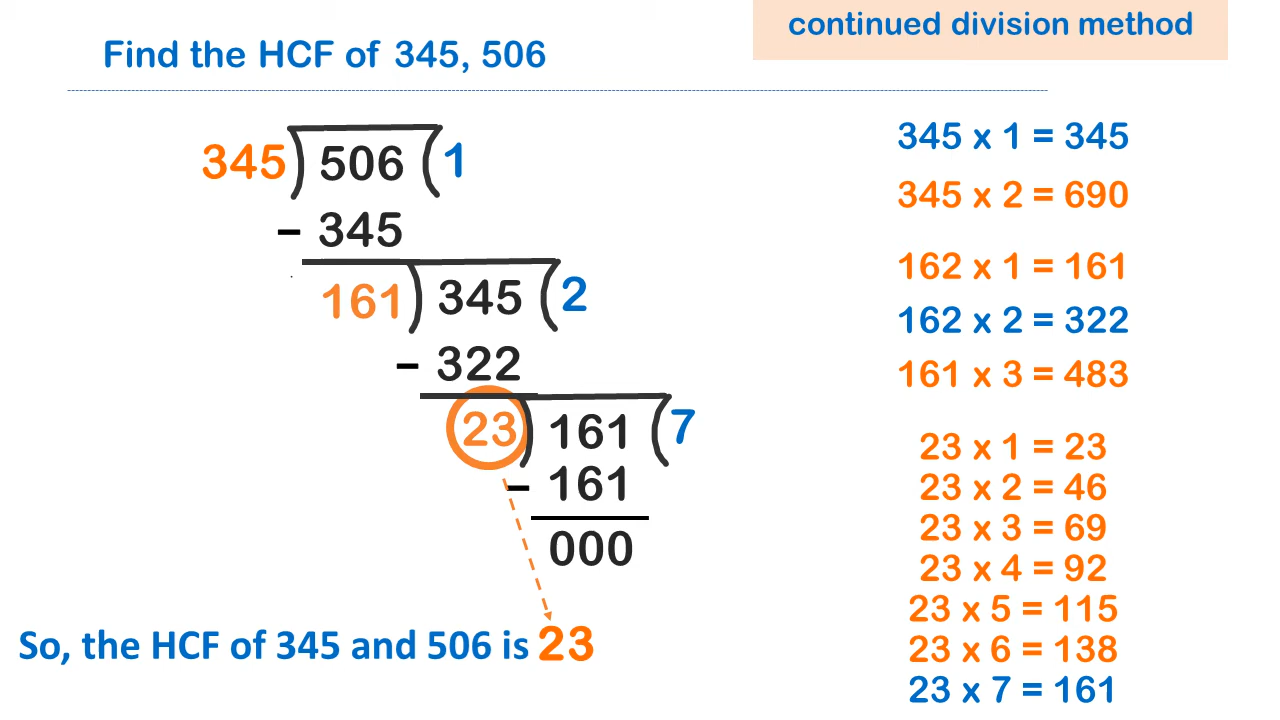 continued division method
Find the HCF of 345, 506
345 ) 506 ( 1
– 345
161 ) 345 ( 2
– 322
23 ) 161 ( 7
– 161
000
So, the HCF of 345 and 506 is 23
345 x 1 = 345
345 x 2 = 690
162 x 1 = 161
162 x 2 = 322
161 x 3 = 483
23 x 1 = 23
23 x 2 = 46
23 x 3 = 69
23 x 4 = 92
23 x 5 = 115
23 x 6 = 138
23 x 7 = 161